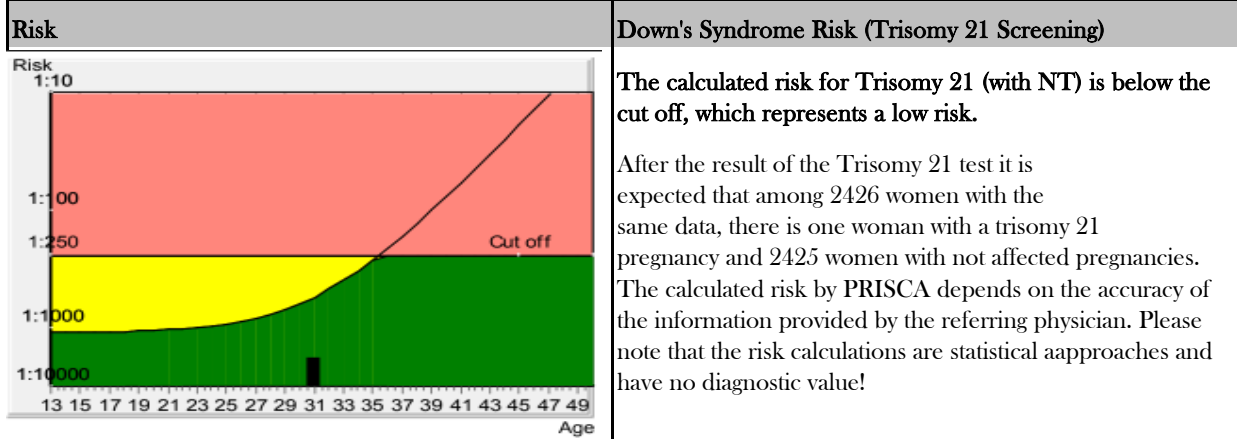 Risk
Risk
1:10
1:100
1:250
Cut off
1:1000
1:10000
13 15 17 19 21 23 25 27 29 31 33 35 37 39 41 43 45 47 49
Age
Down's Syndrome Risk (Trisomy 21 Screening)
The calculated risk for Trisomy 21 (with NT) is below the
cut off, which represents a low risk.
After the result of the Trisomy 21 test it is
expected that among 2426 women with the
same data, there is one woman with a trisomy 21
pregnancy and 2425 women with not affected pregnancies.
The calculated risk by PRISCA depends on the accuracy of
the information provided by the referring physician. Please
note that the risk calculations are statistical aapproaches and
have no diagnostic value!